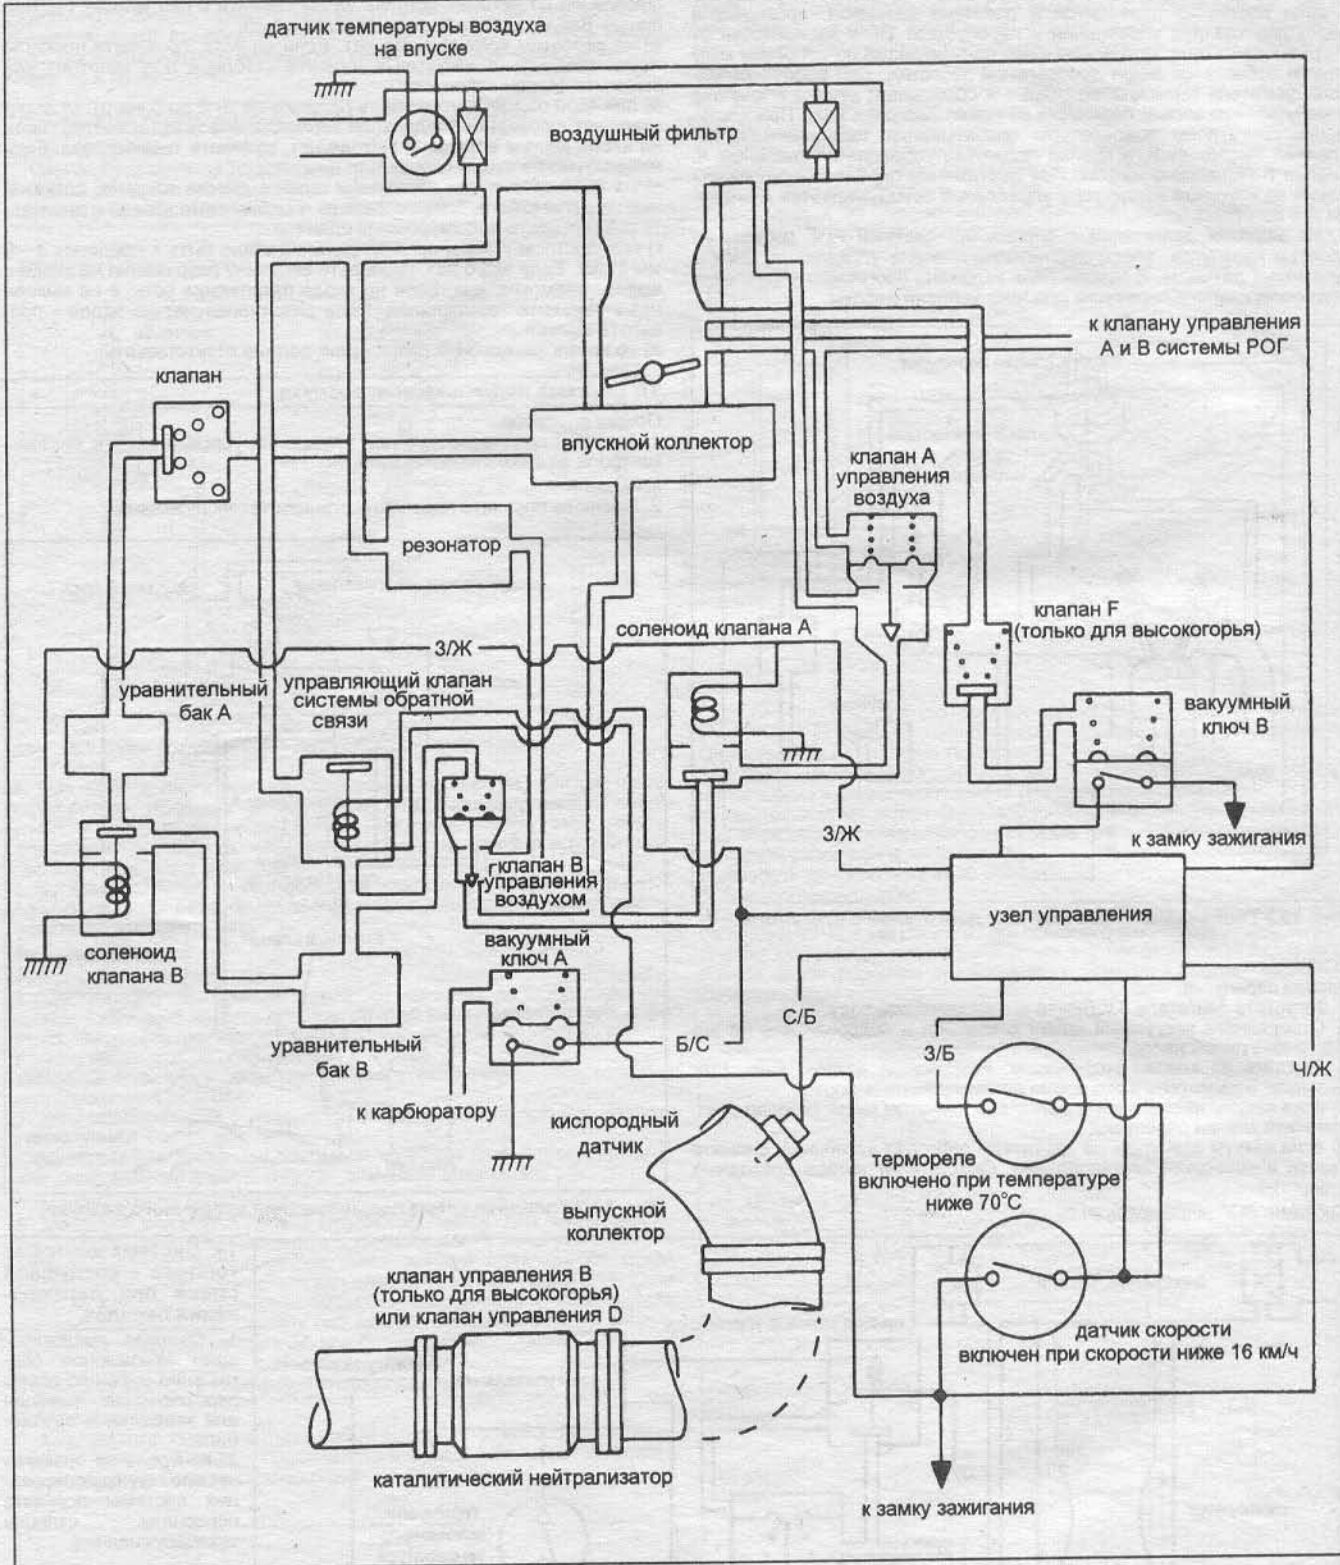 датчик температуры воздуха
на впуске
воздушный фильтр
к клапану управления
А и В системы РОГ
клапан
впускной коллектор
клапан А
управления
воздуха
резонатор
клапан F
(только для высокогорья)
соленоид клапана А
З/Ж
уравнительный
бак А
управляющий клапан
системы обратной
связи
вакуумный
ключ В
З/Ж
к замку зажигания
клапан В
управления
воздухом
узел управления
соленоид
клапана В
вакуумный
ключ А
С/Б
Б/С
З/Б
Ч/Ж
уравнительный
бак В
к карбюратору
кислородный
датчик
термореле
включено при температуре
ниже 70°С
выпускной
коллектор
клапан управления В
(только для высокогорья)
или клапан управления D
датчик скорости
включен при скорости ниже 16 км/ч
каталитический нейтрализатор
к замку зажигания